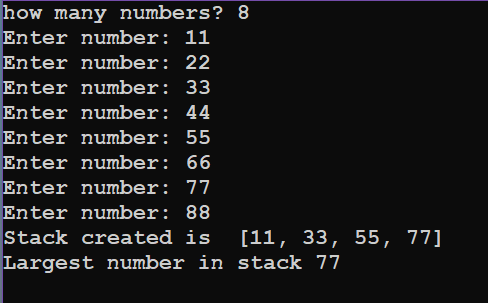 how many numbers? 8
Enter number: 11
Enter number: 22
Enter number: 33
Enter number: 44
Enter number: 55
Enter number: 66
Enter number: 77
Enter number: 88
Stack created is  [11, 33, 55, 77]
Largest number in stack 77